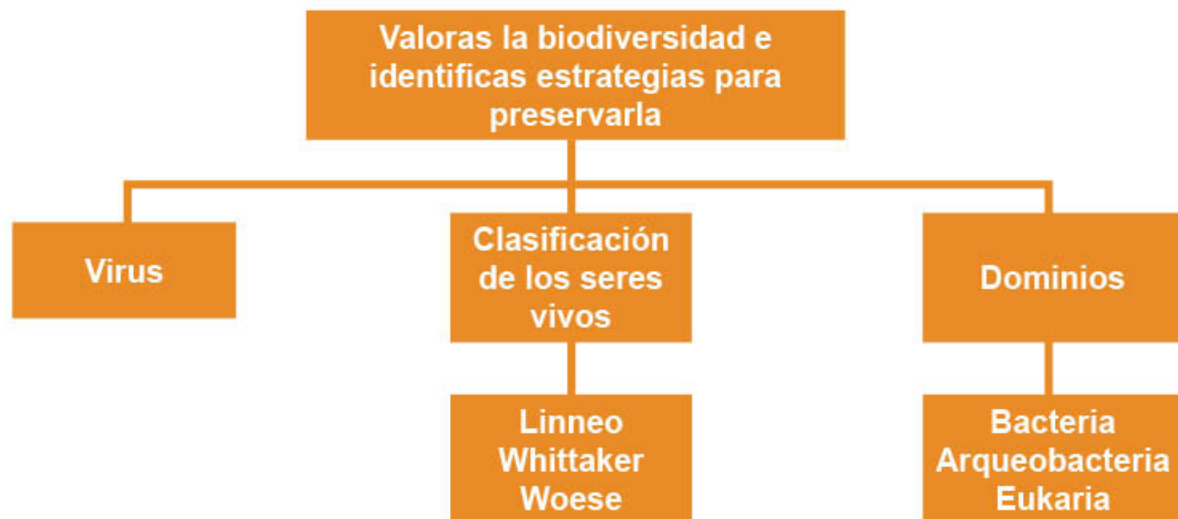 Valoras la biodiversidad e
identificas estrategias para
preservarla
Virus
Clasificación
de los seres
vivos
Dominios
Linneo
Whittaker
Woese
Bacteria
Arqueobacteria
Eukaria